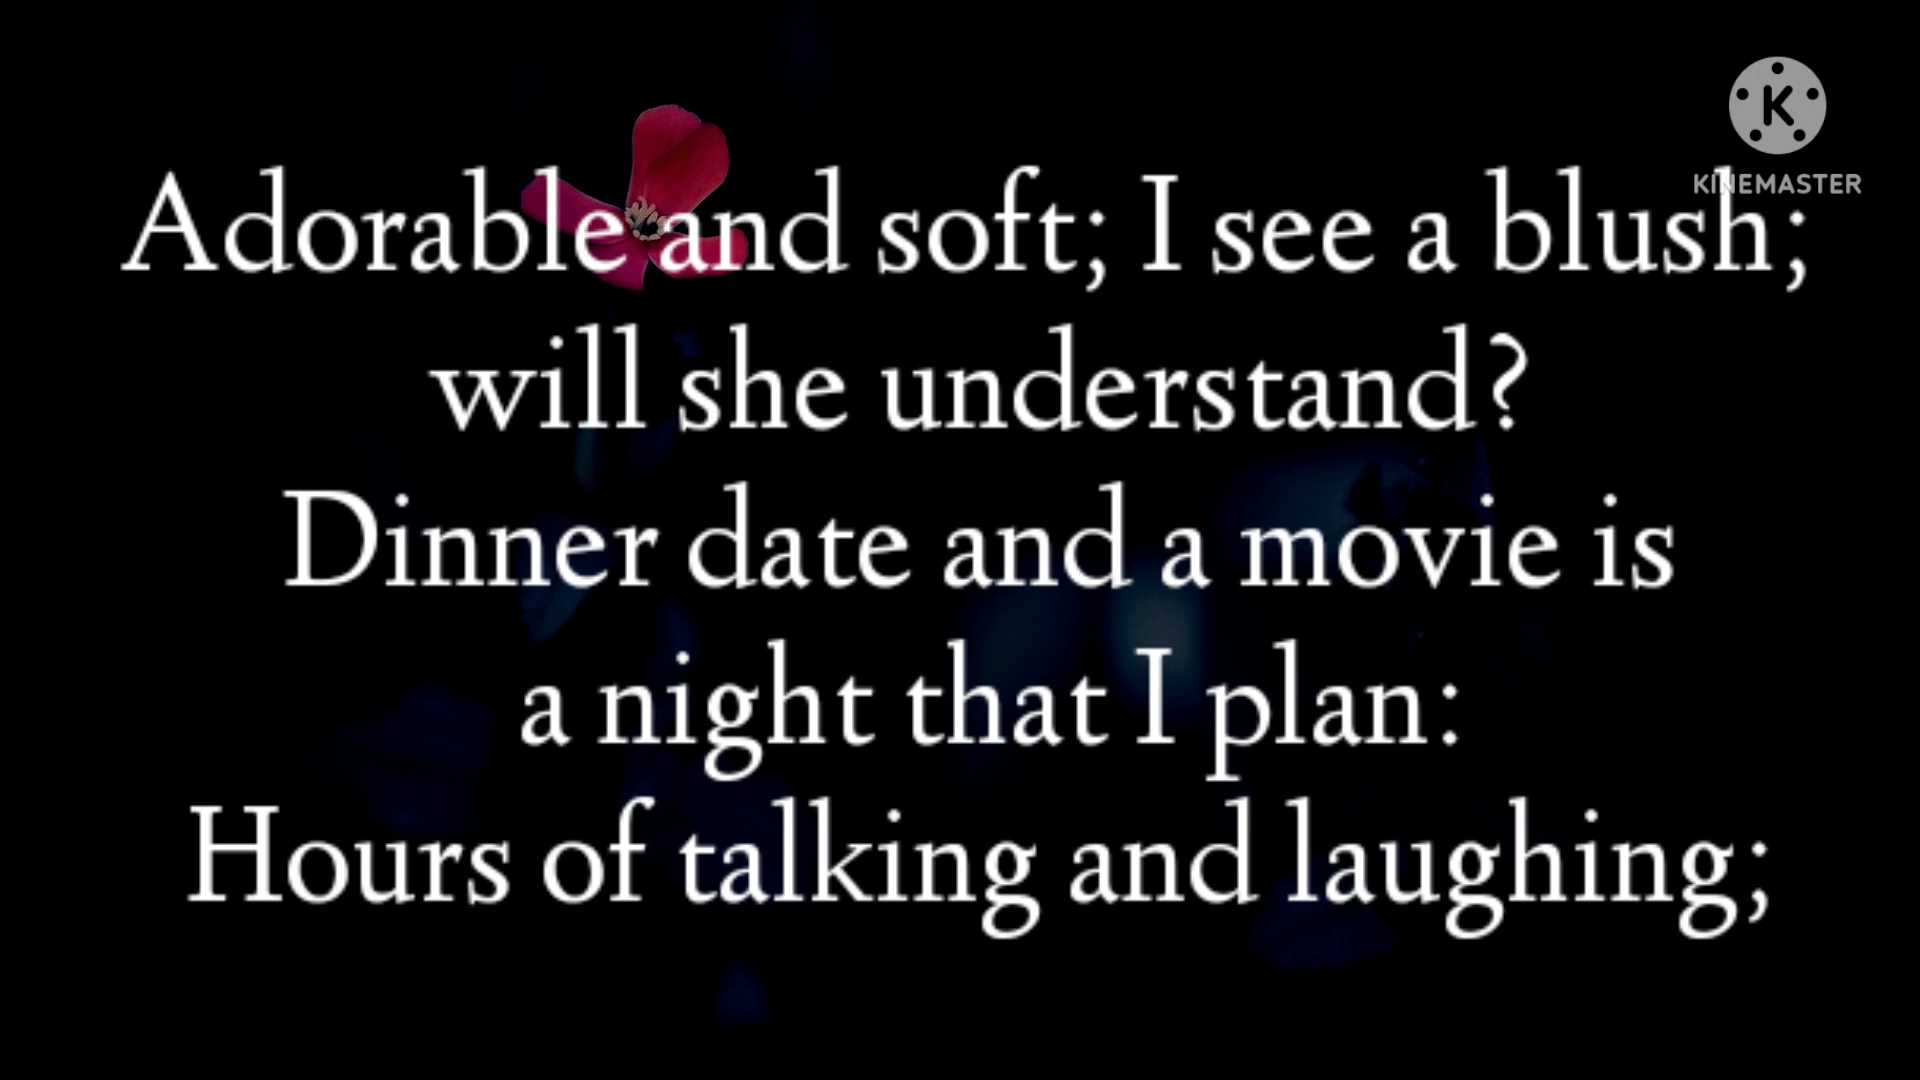 KINEMASTER
Adorable and soft; I see a blush;
will she understand?
Dinner date and a movie is
a night that I plan:
Hours of talking and laughing;